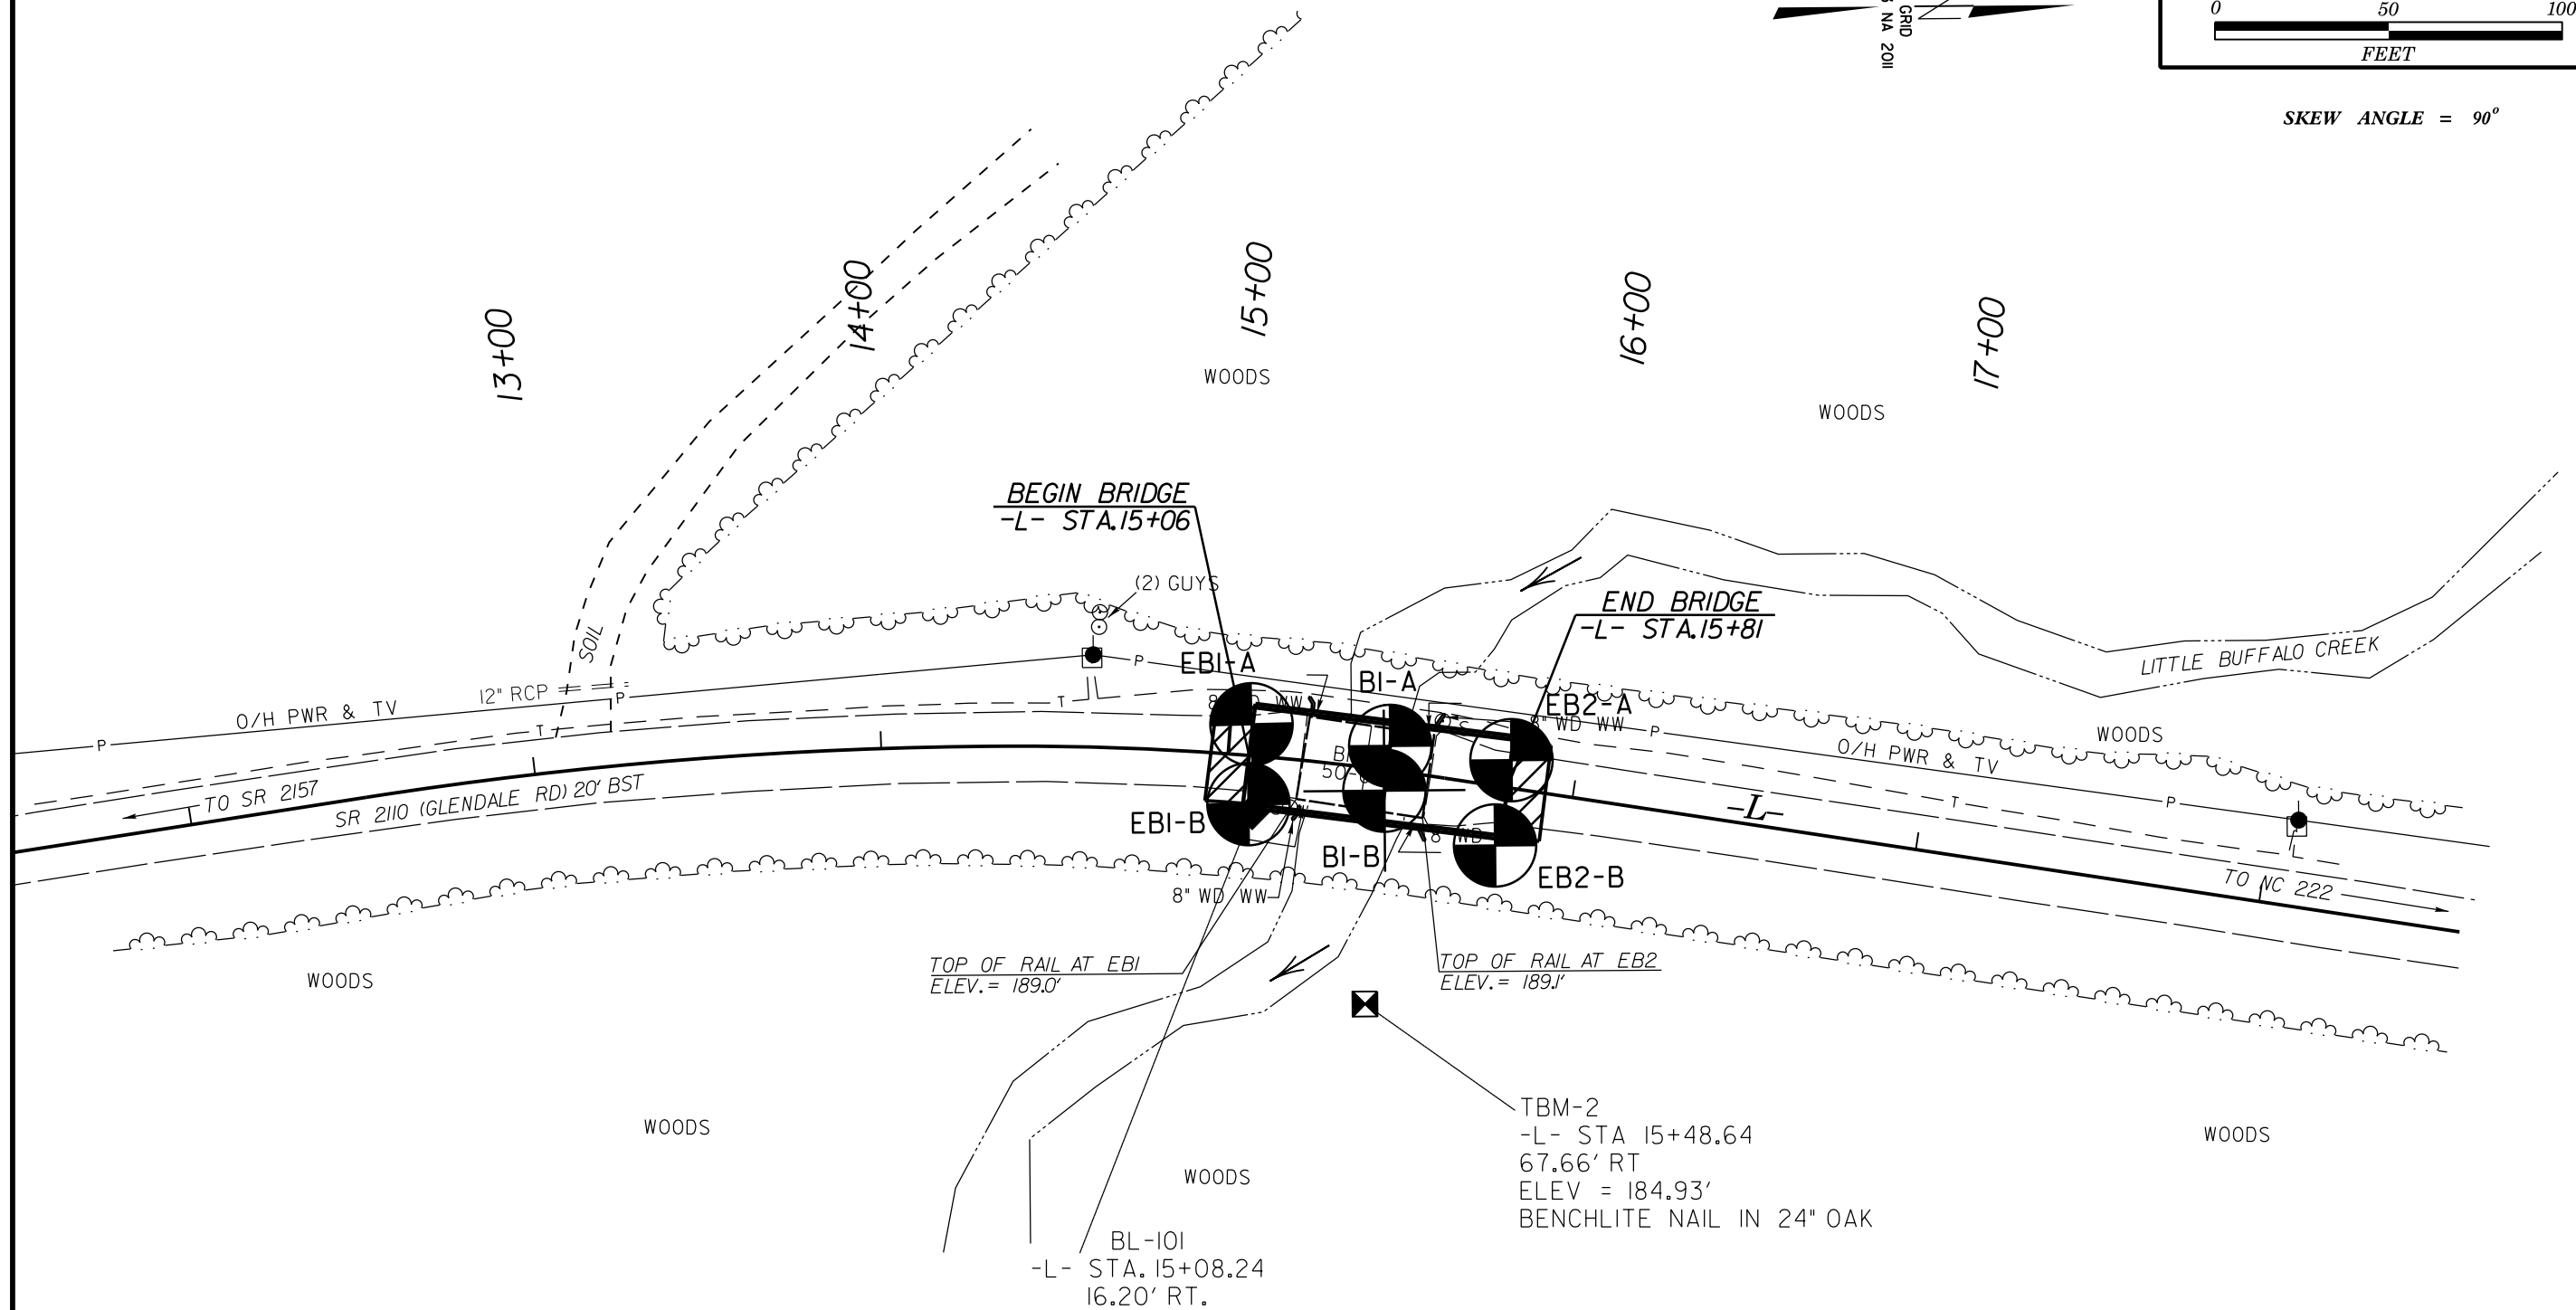 GRID
NA 2011
0 50 100
FEET
SKEW ANGLE = 90°
13+00
14+00
15+00
16+00
17+00
WOODS
WOODS
BEGIN BRIDGE
-L- STA.15+06
(2) GUYS
END BRIDGE
-L- STA.15+81
SOIL
LITTLE BUFFALO CREEK
EB1-A
B1-A
EB2-A
12" RCP
P
P
P
O/H PWR & TV
T
T
P
8" WD WW
WOODS
O/H PWR & TV
P
T
P
TO SR 2157
SR 2110 (GLENDALE RD) 20' BST
-L-
EB1-B
B1-B
8" WD
EB2-B
TO NC 222
8" WD WW
WOODS
TOP OF RAIL AT EB1
ELEV.= 189.0'
TOP OF RAIL AT EB2
ELEV.= 189.1'
WOODS
WOODS
WOODS
TBM-2
-L- STA 15+48.64
67.66' RT
ELEV = 184.93'
BENCHLITE NAIL IN 24" OAK
BL-101
-L- STA. 15+08.24
16.20' RT.